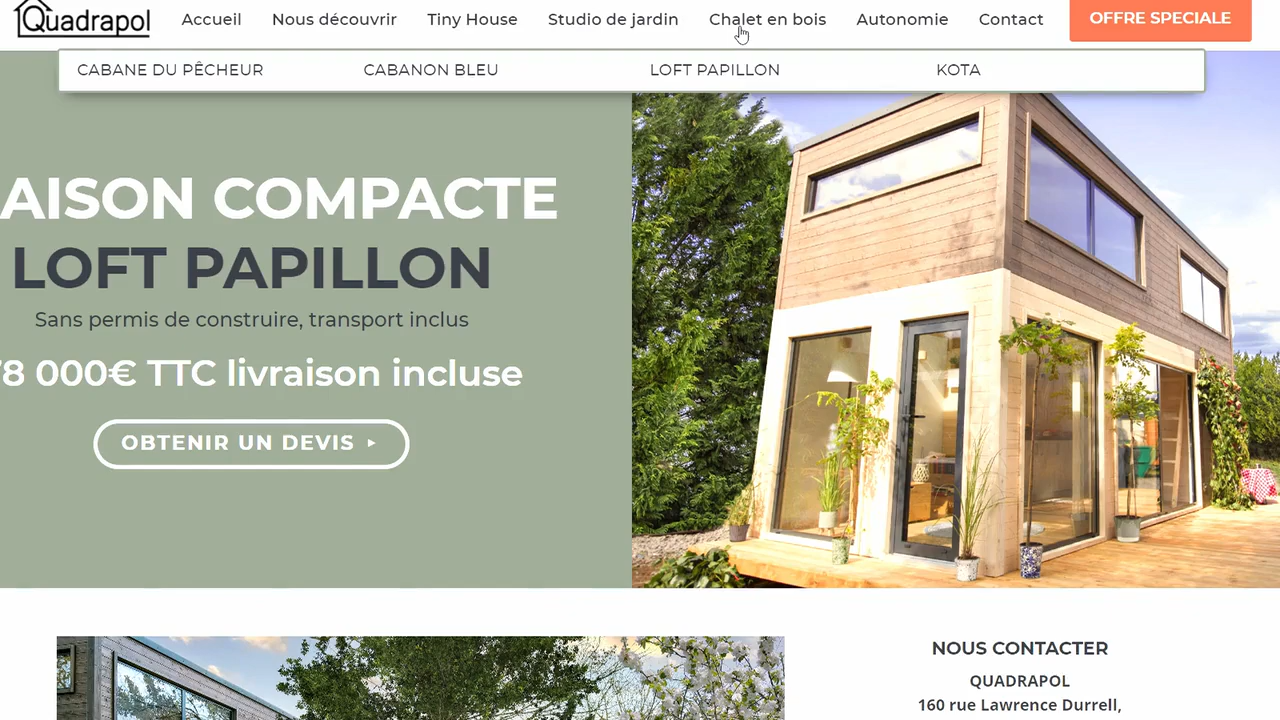 Quadrapol
Accueil Nous découvrir Tiny House Studio de jardin Chalet en bois Autonomie Contact OFFRE SPECIALE
CABANE DU PÊCHEUR CABANON BLEU LOFT PAPILLON KOTA
AISON COMPACTE
LOFT PAPILLON
Sans permis de construire, transport inclus
8 000€ TTC livraison incluse
OBTENIR UN DEVIS
NOUS CONTACTER
QUADRAPOL
160 rue Lawrence Durrell,